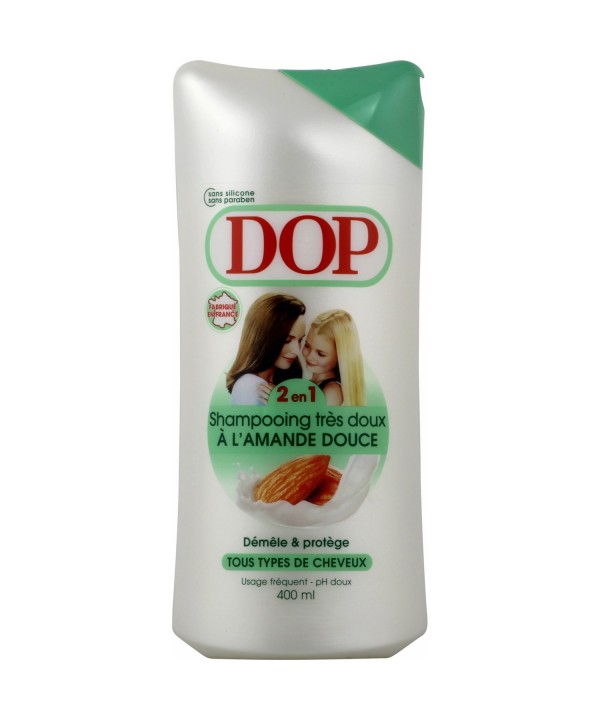 sans silicone
sans paraben
DOP
FABRIQUÉ
EN FRANCE
2 en 1
Shampooing très doux
À L'AMANDE DOUCE
Démêle & protège
TOUS TYPES DE CHEVEUX
Usage fréquent - pH doux
400 ml